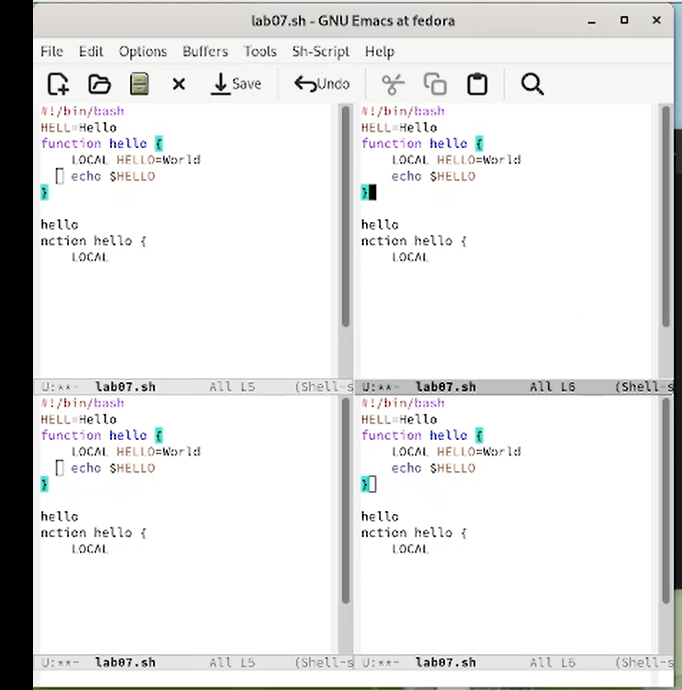 lab07.sh - GNU Emacs at fedora
File Edit Options Buffers Tools Sh-Script Help
Save Undo
#!/bin/bash
HELL=Hello
function hello {
LOCAL HELLO=World
echo $HELLO
}
hello
nction hello {
LOCAL
U:**- lab07.sh All L5 (Shell-s
#!/bin/bash
HELL=Hello
function hello {
LOCAL HELLO=World
echo $HELLO
}
hello
nction hello {
LOCAL
U:**- lab07.sh All L6 (Shell-s
#!/bin/bash
HELL=Hello
function hello {
LOCAL HELLO=World
echo $HELLO
}
hello
nction hello {
LOCAL
U:**- lab07.sh All L5 (Shell-s
#!/bin/bash
HELL=Hello
function hello {
LOCAL HELLO=World
echo $HELLO
}
hello
nction hello {
LOCAL
U:**- lab07.sh All L6 (Shell-s